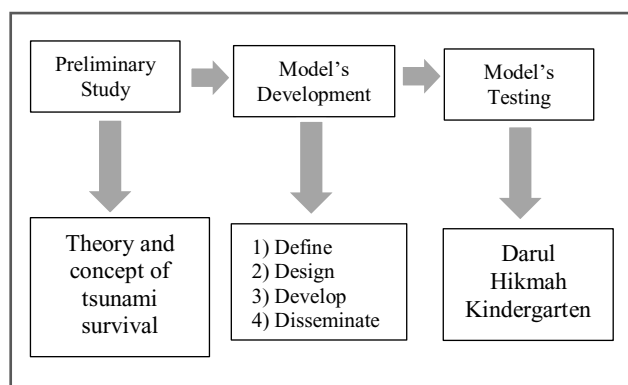 Preliminary
Study
Model’s
Development
Model’s
Testing
Theory and
concept of
tsunami
survival
1) Define
2) Design
3) Develop
4) Disseminate
Darul
Hikmah
Kindergarten